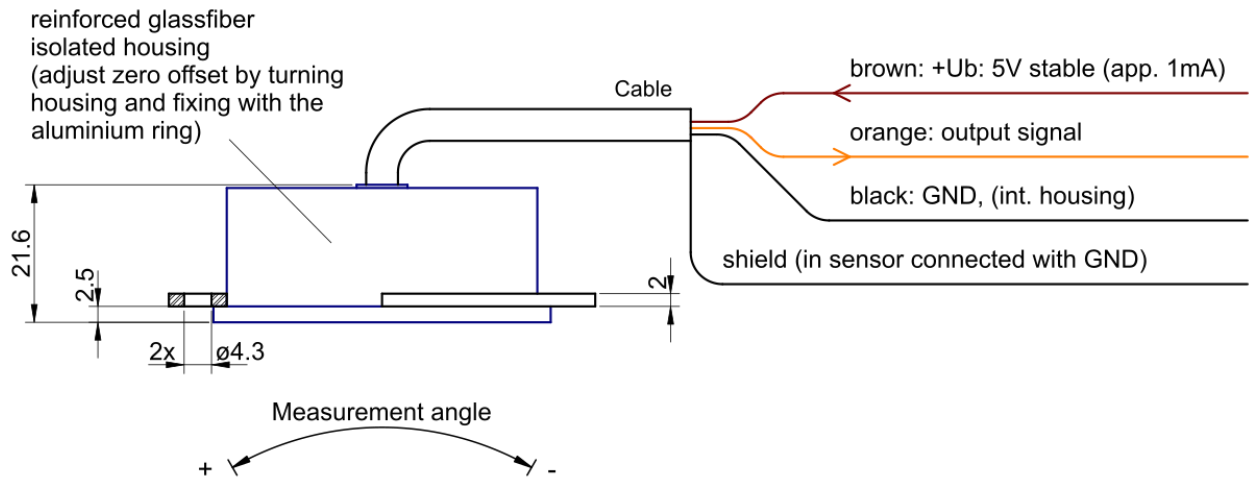 reinforced glassfiber
isolated housing
(adjust zero offset by turning
housing and fixing with the
aluminium ring)
Cable
brown: +Ub: 5V stable (app. 1mA)
orange: output signal
black: GND, (int. housing)
shield (in sensor connected with GND)
21.6
2.5
2
2x ø4.3
Measurement angle
+ -